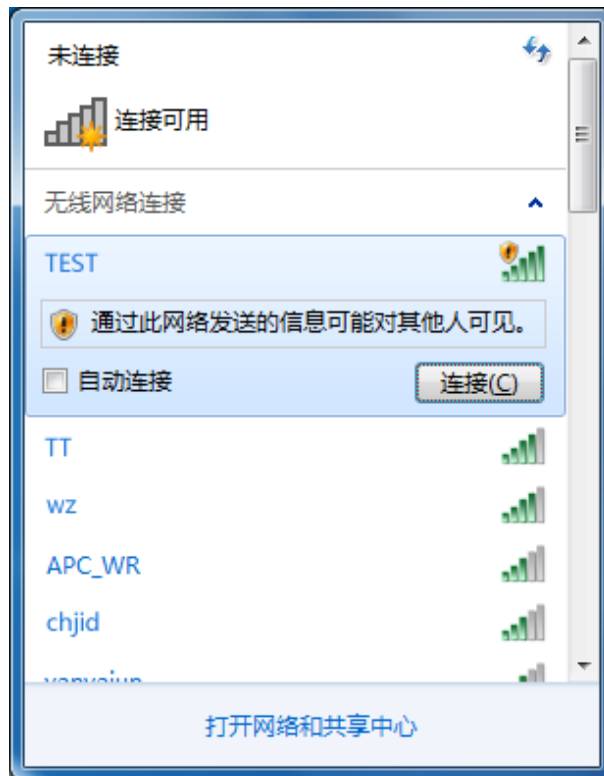 未连接
连接可用
无线网络连接
TEST
通过此网络发送的信息可能对其他人可见。
自动连接
连接(C)
TT
wz
APC_WR
chjid
打开网络和共享中心